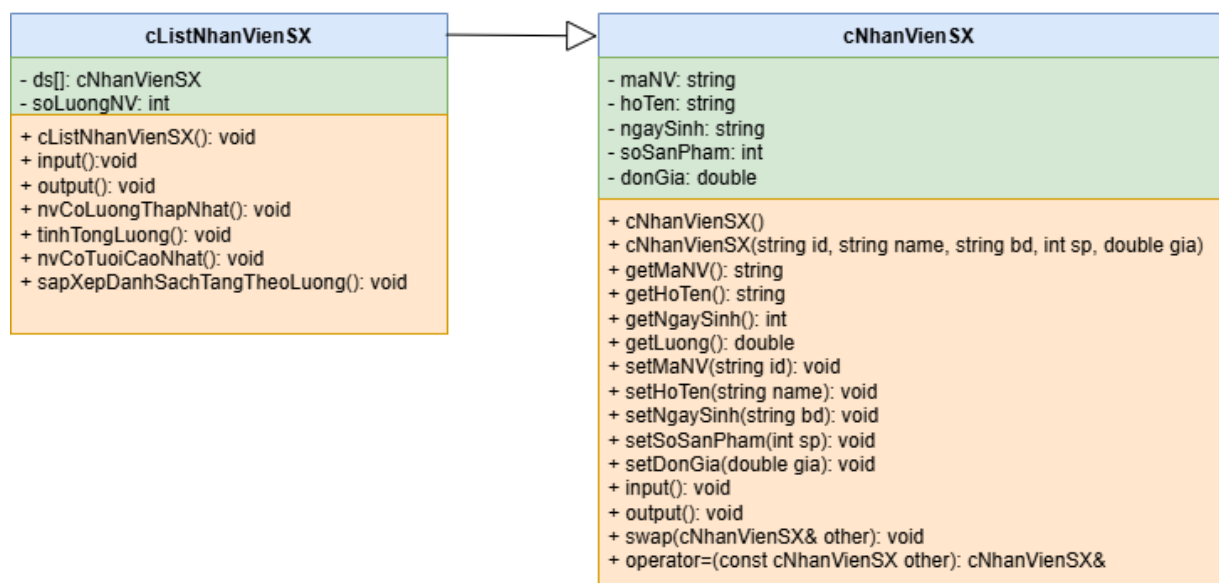 cListNhanVienSX
- ds[]: cNhanVienSX
- soLuongNV: int
+ cListNhanVienSX(): void
+ input():void
+ output(): void
+ nvCoLuongThapNhat(): void
+ tinhTongLuong(): void
+ nvCoTuoiCaoNhat(): void
+ sapXepDanhSachTangTheoLuong(): void
cNhanVienSX
- maNV: string
- hoTen: string
- ngaySinh: string
- soSanPham: int
- donGia: double
+ cNhanVienSX()
+ cNhanVienSX(string id, string name, string bd, int sp, double gia)
+ getMaNV(): string
+ getHoTen(): string
+ getNgaySinh(): int
+ getLuong(): double
+ setMaNV(string id): void
+ setHoTen(string name): void
+ setNgaySinh(string bd): void
+ setSoSanPham(int sp): void
+ setDonGia(double gia): void
+ input(): void
+ output(): void
+ swap(cNhanVienSX& other): void
+ operator=(const cNhanVienSX other): cNhanVienSX&